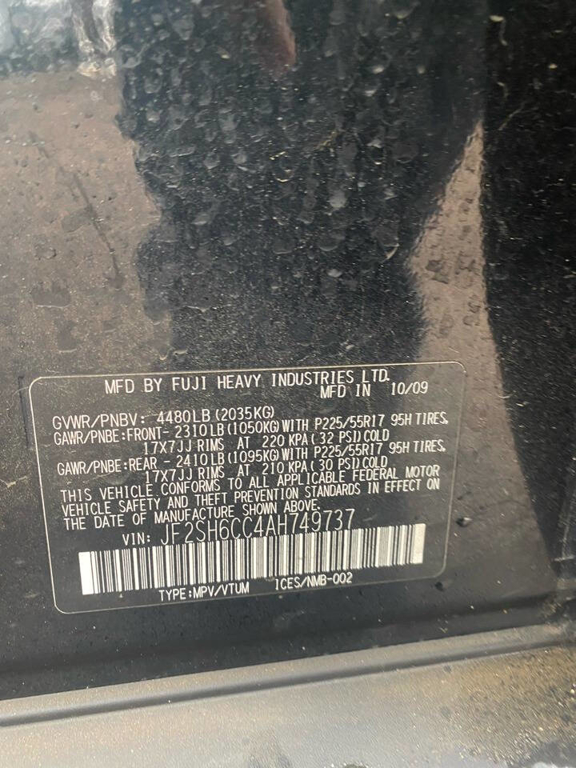 MFD BY FUJI HEAVY INDUSTRIES LTD.
MFD IN 10/09
GVWR/PNBV: 4480LB(2035KG)
GAWR/PNBE:FRONT-2310LB(1050KG)WITH P225/55R17 95H TIRES,
17X7JJ RIMS AT 220 KPA(32 PSI)COLD
GAWR/PNBE:REAR -2410LB(1095KG)WITH P225/55R17 95H TIRES,
17X7JJ RIMS AT 210 KPA(30 PSI)COLD
THIS VEHICLE CONFORMS TO ALL APPLICABLE FEDERAL MOTOR
VEHICLE SAFETY AND THEFT PREVENTION STANDARDS IN EFFECT ON
THE DATE OF MANUFACTURE SHOWN ABOVE.
VIN: JF2SH6CC4AH749737
TYPE:MPV/VTUM ICES/NMB-002